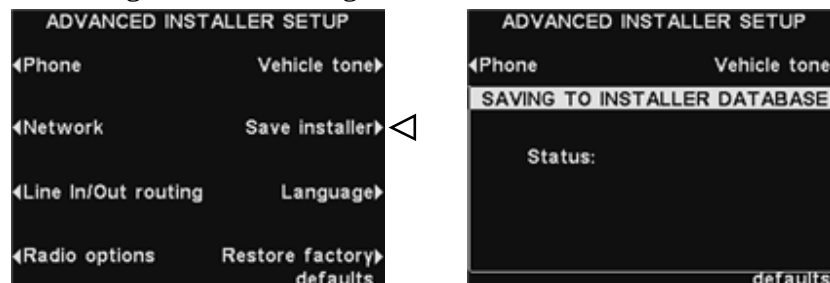 ADVANCED INSTALLER SETUP
Phone Vehicle tone
Network Save installer
Line In/Out routing Language
Radio options Restore factory
defaults
ADVANCED INSTALLER SETUP
Phone Vehicle tone
SAVING TO INSTALLER DATABASE
Status:
defaults